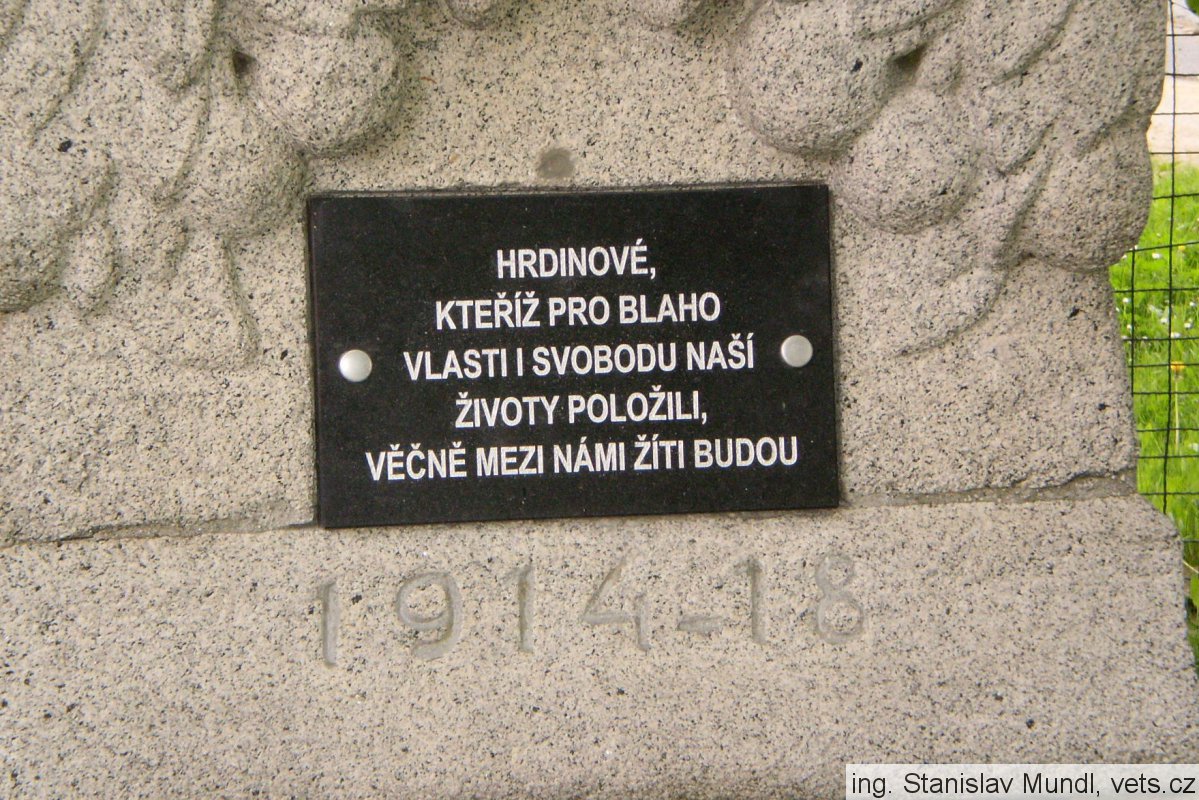 HRDINOVÉ,
KTEŘÍŽ PRO BLAHO
VLASTI I SVOBODU NAŠÍ
ŽIVOTY POLOŽILI,
VĚČNĚ MEZI NÁMI ŽÍTI BUDOU
1914-18
ing. Stanislav Mundl, vets.cz